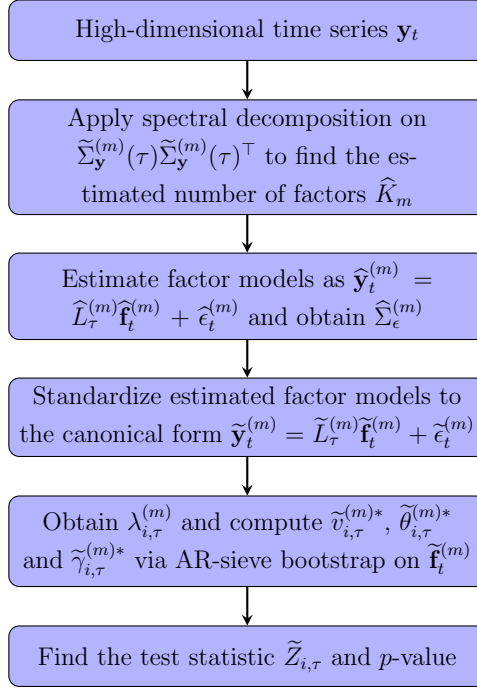 High-dimensional time series $\mathbf{y}_t$
Apply spectral decomposition on
$\widetilde{\Sigma}_{\mathbf{y}}^{(m)}(\tau)\widetilde{\Sigma}_{\mathbf{y}}^{(m)}(\tau)^\top$ to find the es-
timated number of factors $\widehat{K}_m$
Estimate factor models as $\widehat{\mathbf{y}}_t^{(m)} =$
$\widehat{L}_\tau^{(m)}\widehat{\mathbf{f}}_t^{(m)} + \widehat{\epsilon}_t^{(m)}$ and obtain $\widehat{\Sigma}_\epsilon^{(m)}$
Standardize estimated factor models to
the canonical form $\widetilde{\mathbf{y}}_t^{(m)} = \widetilde{L}_\tau^{(m)}\widetilde{\mathbf{f}}_t^{(m)} + \widetilde{\epsilon}_t^{(m)}$
Obtain $\lambda_{i,\tau}^{(m)}$ and compute $\widetilde{v}_{i,\tau}^{(m)*}$, $\widetilde{\theta}_{i,\tau}^{(m)*}$
and $\widetilde{\gamma}_{i,\tau}^{(m)*}$ via AR-sieve bootstrap on $\widetilde{\mathbf{f}}_t^{(m)}$
Find the test statistic $\widetilde{Z}_{i,\tau}$ and $p$-value